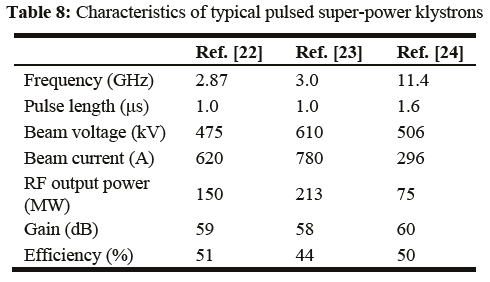 Table 8: Characteristics of typical pulsed super-power klystrons
Ref. [22] Ref. [23] Ref. [24]
Frequency (GHz) 2.87 3.0 11.4
Pulse length (μs) 1.0 1.0 1.6
Beam voltage (kV) 475 610 506
Beam current (A) 620 780 296
RF output power (MW) 150 213 75
Gain (dB) 59 58 60
Efficiency (%) 51 44 50